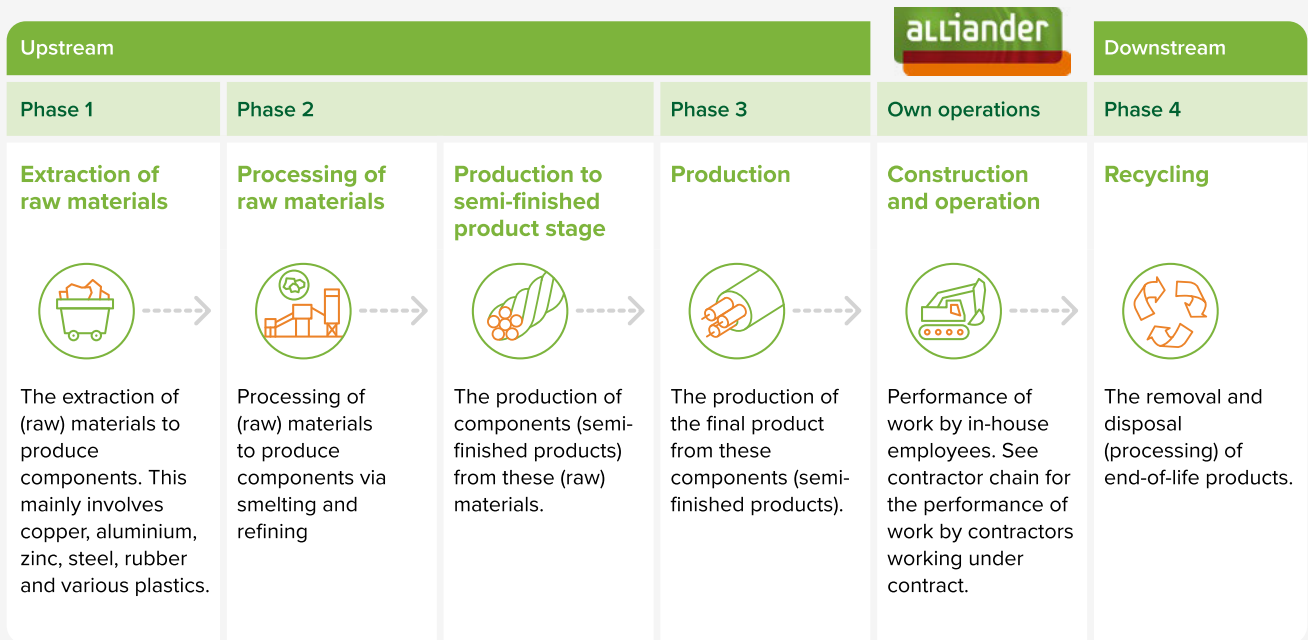 Upstream
alliander
Downstream
Phase 1
Phase 2
Phase 3
Own operations
Phase 4
Extraction of
raw materials
Processing of
raw materials
Production to
semi-finished
product stage
Production
Construction
and operation
Recycling
The extraction of
(raw) materials to
produce
components. This
mainly involves
copper, aluminium,
zinc, steel, rubber
and various plastics.
Processing of
(raw) materials
to produce
components via
smelting and
refining
The production of
components (semi-
finished products)
from these (raw)
materials.
The production of
the final product
from these
components (semi-
finished products).
Performance of
work by in-house
employees. See
contractor chain for
the performance of
work by contractors
working under
contract.
The removal and
disposal
(processing) of
end-of-life products.